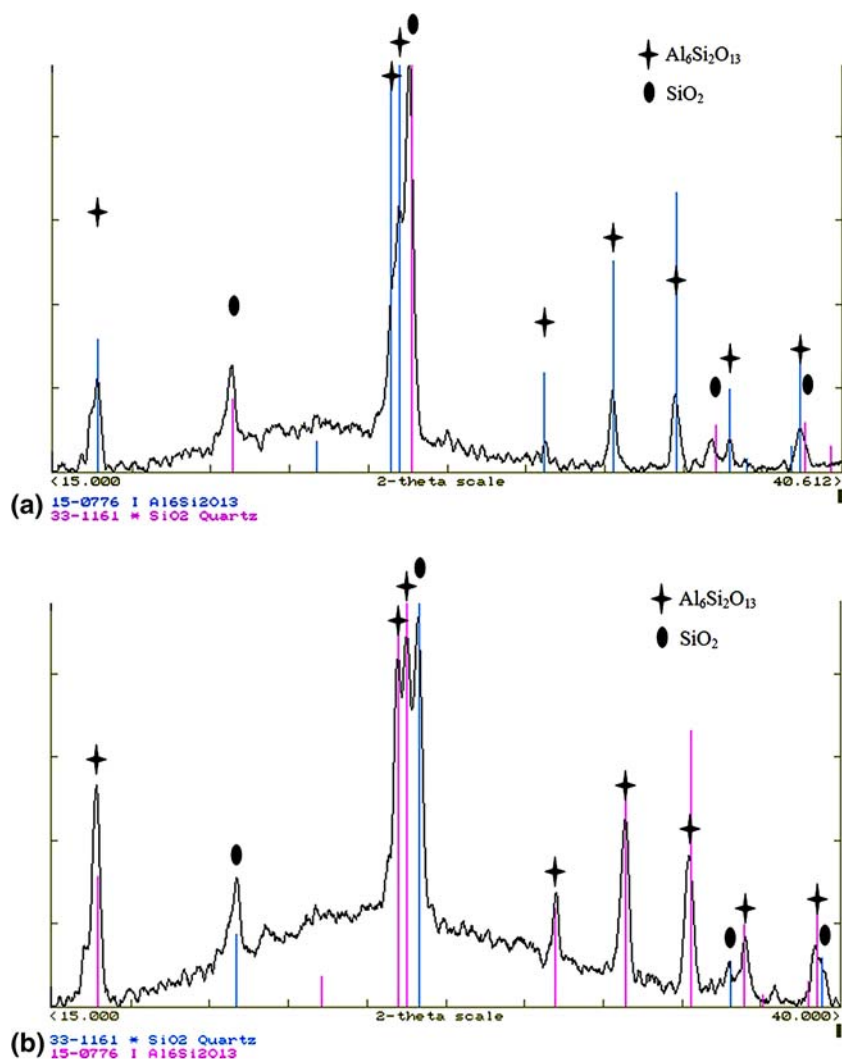 Al₆Si₂O₁₃
SiO₂
<15.000 2-theta scale 40.612>
(a) 15-0776 I Al6Si2O13
33-1161 * SiO2 Quartz
Al₆Si₂O₁₃
SiO₂
<15.000 2-theta scale 40.000>
(b) 33-1161 * SiO2 Quartz
15-0776 I Al6Si2O13